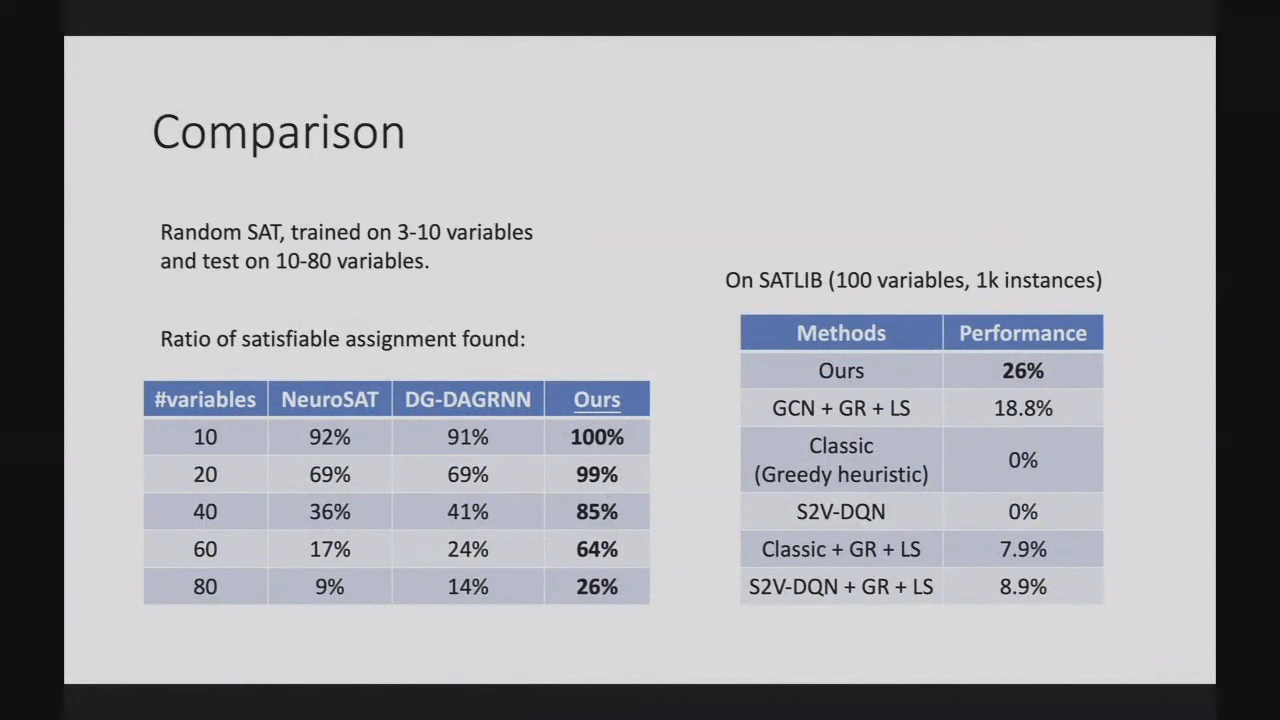 Comparison
Random SAT, trained on 3-10 variables
and test on 10-80 variables.
Ratio of satisfiable assignment found:
#variables NeuroSAT DG-DAGRNN Ours
10 92% 91% 100%
20 69% 69% 99%
40 36% 41% 85%
60 17% 24% 64%
80 9% 14% 26%
On SATLIB (100 variables, 1k instances)
Methods Performance
Ours 26%
GCN + GR + LS 18.8%
Classic
(Greedy heuristic) 0%
S2V-DQN 0%
Classic + GR + LS 7.9%
S2V-DQN + GR + LS 8.9%